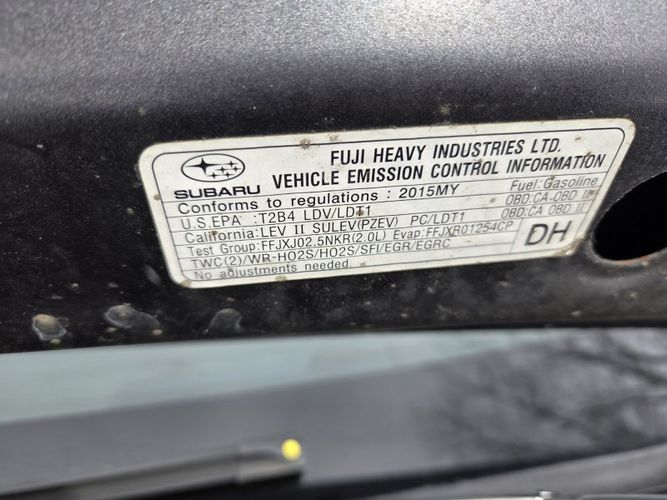 FUJI HEAVY INDUSTRIES LTD.
SUBARU VEHICLE EMISSION CONTROL INFORMATION
Conforms to regulations : 2015MY Fuel:Gasoline
U.S.EPA :T2B4 LDV/LDT1 OBD:CA OBD II
California:LEV II SULEV(PZEV) PC/LDT1 OBD:CA OBD II
Test Group:FFJXJ02.5NKR(2.0L) Evap:FFJXR01254CP
TWC(2)/WR-HO2S/HO2S/SFI/EGR/EGRC
No adjustments needed
DH